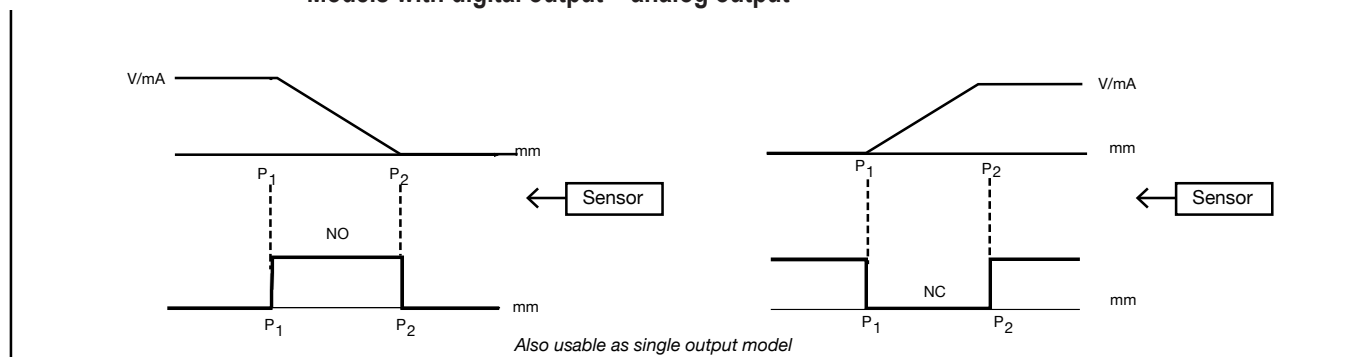 Models with digital output – analog output
V/mA
mm
P1
P2
Sensor
NO
mm
P1
P2
V/mA
mm
P1
P2
Sensor
NC
mm
P1
P2
Also usable as single output model